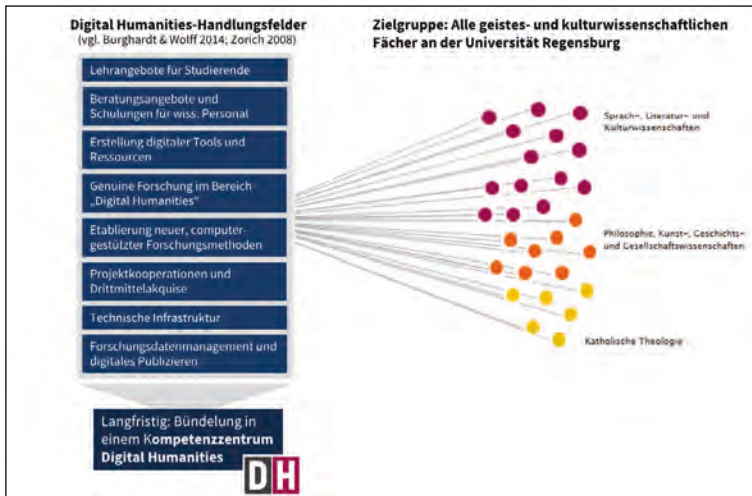 Digital Humanities-Handlungsfelder
(vgl. Burghardt & Wolff 2014; Zorich 2008)
Lehrangebote für Studierende
Beratungsangebote und
Schulungen für wiss. Personal
Erstellung digitaler Tools und
Ressourcen
Genuine Forschung im Bereich
„Digital Humanities“
Etablierung neuer, computer-
gestützter Forschungsmethoden
Projektkooperationen und
Drittmittelakquise
Technische Infrastruktur
Forschungsdatenmanagement und
digitales Publizieren
Langfristig: Bündelung in
einem Kompetenzzentrum
Digital Humanities
DH
Zielgruppe: Alle geistes- und kulturwissenschaftlichen
Fächer an der Universität Regensburg
Sprach-, Literatur- und
Kulturwissenschaften
Philosophie, Kunst-, Geschichts-
und Gesellschaftswissenschaften
Katholische Theologie